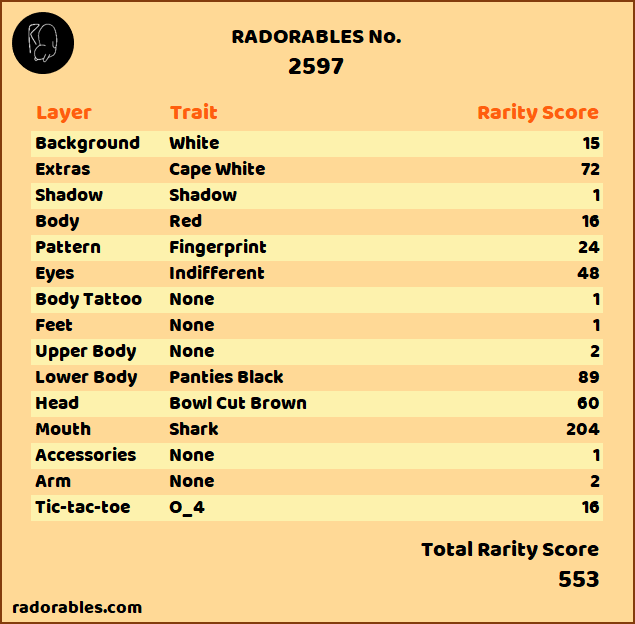 RADORABLES No.
2597
Layer Trait Rarity Score
Background White 15
Extras Cape White 72
Shadow Shadow 1
Body Red 16
Pattern Fingerprint 24
Eyes Indifferent 48
Body Tattoo None 1
Feet None 1
Upper Body None 2
Lower Body Panties Black 89
Head Bowl Cut Brown 60
Mouth Shark 204
Accessories None 1
Arm None 2
Tic-tac-toe O_4 16
Total Rarity Score
553
radorables.com